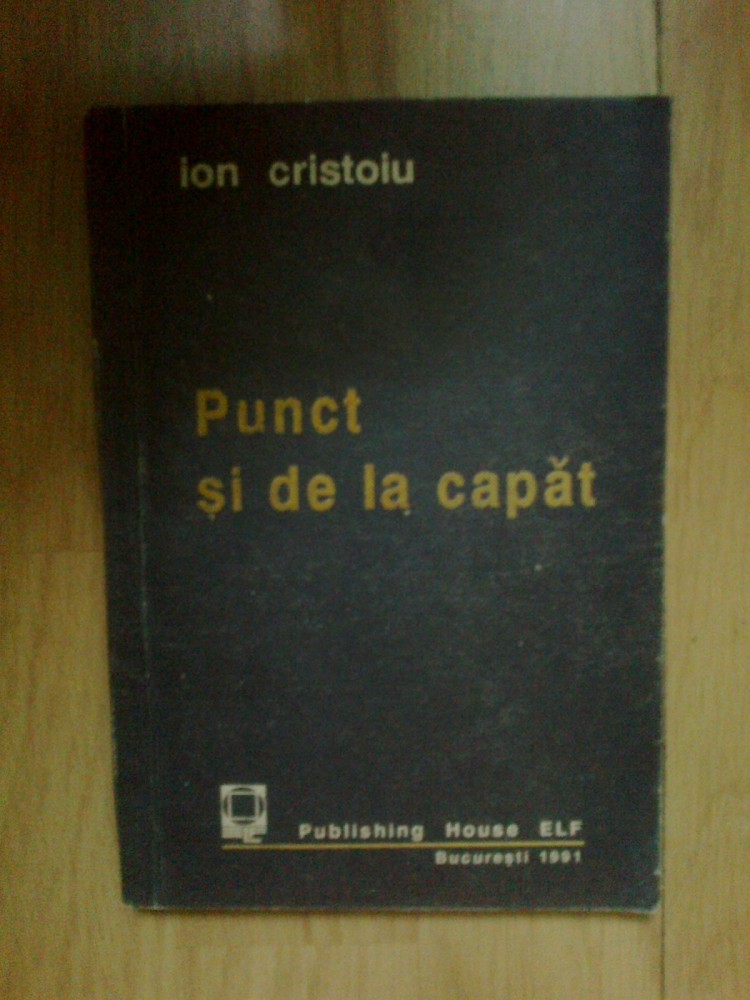 ion cristoiu
Punct
și de la capăt
Publishing House ELF
București 1991